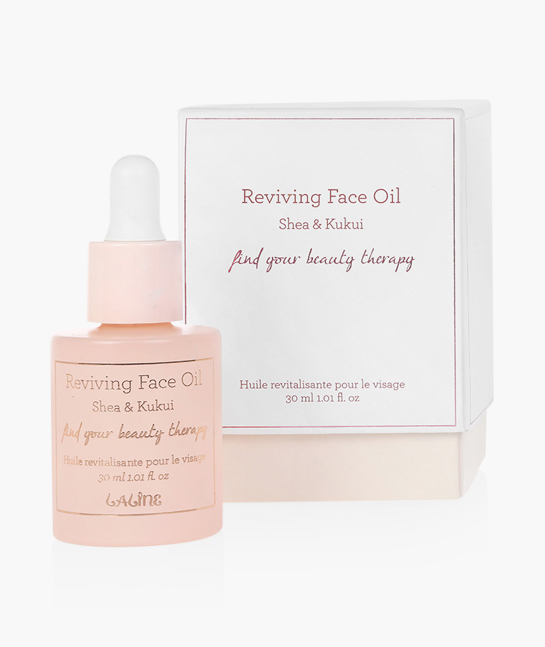 Reviving Face Oil
Shea & Kukui
find your beauty therapy
Huile revitalisante pour le visage
30 ml 1.01 fl. oz
Reviving Face Oil
Shea & Kukui
find your beauty therapy
Huile revitalisante pour le visage
30 ml 1.01 fl. oz
LALINE